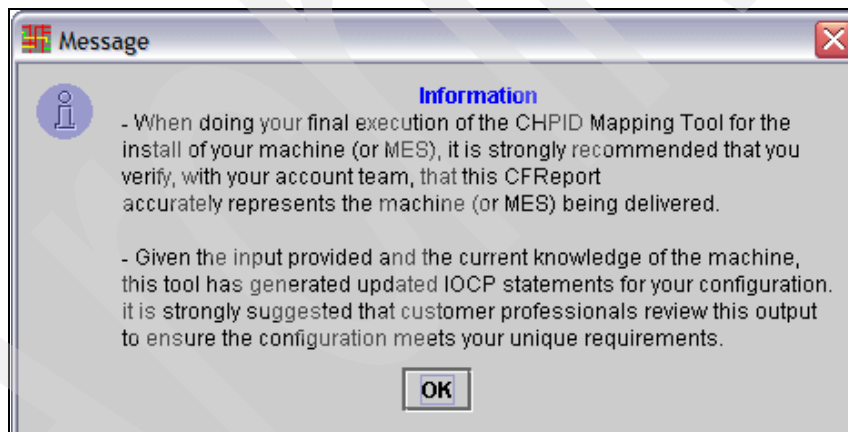 Message
Information
- When doing your final execution of the CHPID Mapping Tool for the
install of your machine (or MES), it is strongly recommended that you
verify, with your account team, that this CFReport
accurately represents the machine (or MES) being delivered.
- Given the input provided and the current knowledge of the machine,
this tool has generated updated IOCP statements for your configuration.
it is strongly suggested that customer professionals review this output
to ensure the configuration meets your unique requirements.
OK